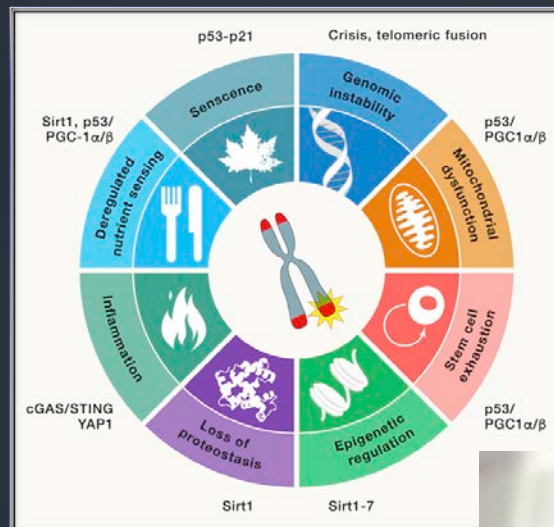 p53-p21
Crisis, telomeric fusion
Senscence
Genomic
instability
Sirt1, p53/
PGC-1α/β
p53/
PGC1α/β
Deregulated
nutrient sensing
Mitochondrial
dysfunction
Inflammation
Stem cell
exhaustion
cGAS/STING
YAP1
Loss of
proteostasis
Epigenetic
regulation
p53/
PGC1α/β
Sirt1
Sirt1-7